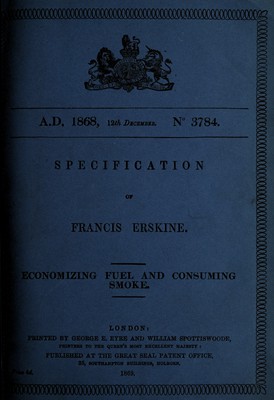 A.D. 1868, 12th DECEMBER. No 3784.
SPECIFICATION
OF
FRANCIS ERSKINE.
ECONOMIZING FUEL AND CONSUMING
SMOKE.
LONDON:
PRINTED BY GEORGE E. EYRE AND WILLIAM SPOTTISWOODE,
PRINTERS TO THE QUEEN'S MOST EXCELLENT MAJESTY:
PUBLISHED AT THE GREAT SEAL PATENT OFFICE,
25, SOUTHAMPTON BUILDINGS, HOLBORN.
1869.